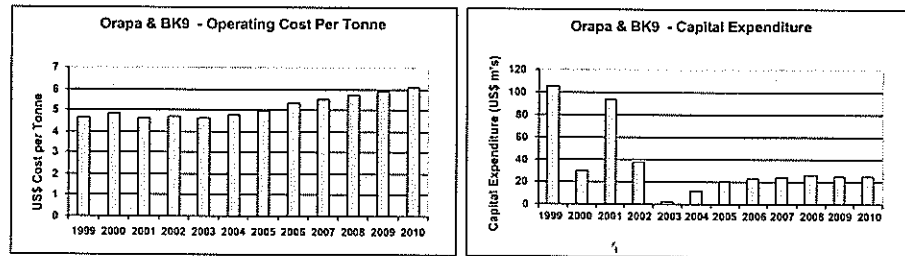 Orapa & BK9 - Operating Cost Per Tonne
US$ Cost per Tonne
7
6
5
4
3
2
1
0
1999 2000 2001 2002 2003 2004 2005 2006 2007 2008 2009 2010
Orapa & BK9 - Capital Expenditure
Capital Expenditure (US$ m's)
120
100
80
60
40
20
0
1999 2000 2001 2002 2003 2004 2005 2006 2007 2008 2009 2010